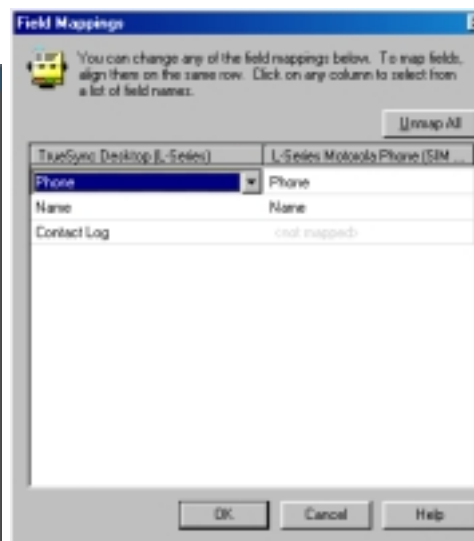 Field Mappings
You can change any of the field mappings below. To map fields,
align them on the same row. Click on any column to select from
a list of field names.
Unmap All
TrueSync Desktop (L-Series) L-Series Motorola Phone (SIM ...
Phone Phone
Name Name
Contact Log <not mapped>
OK Cancel Help